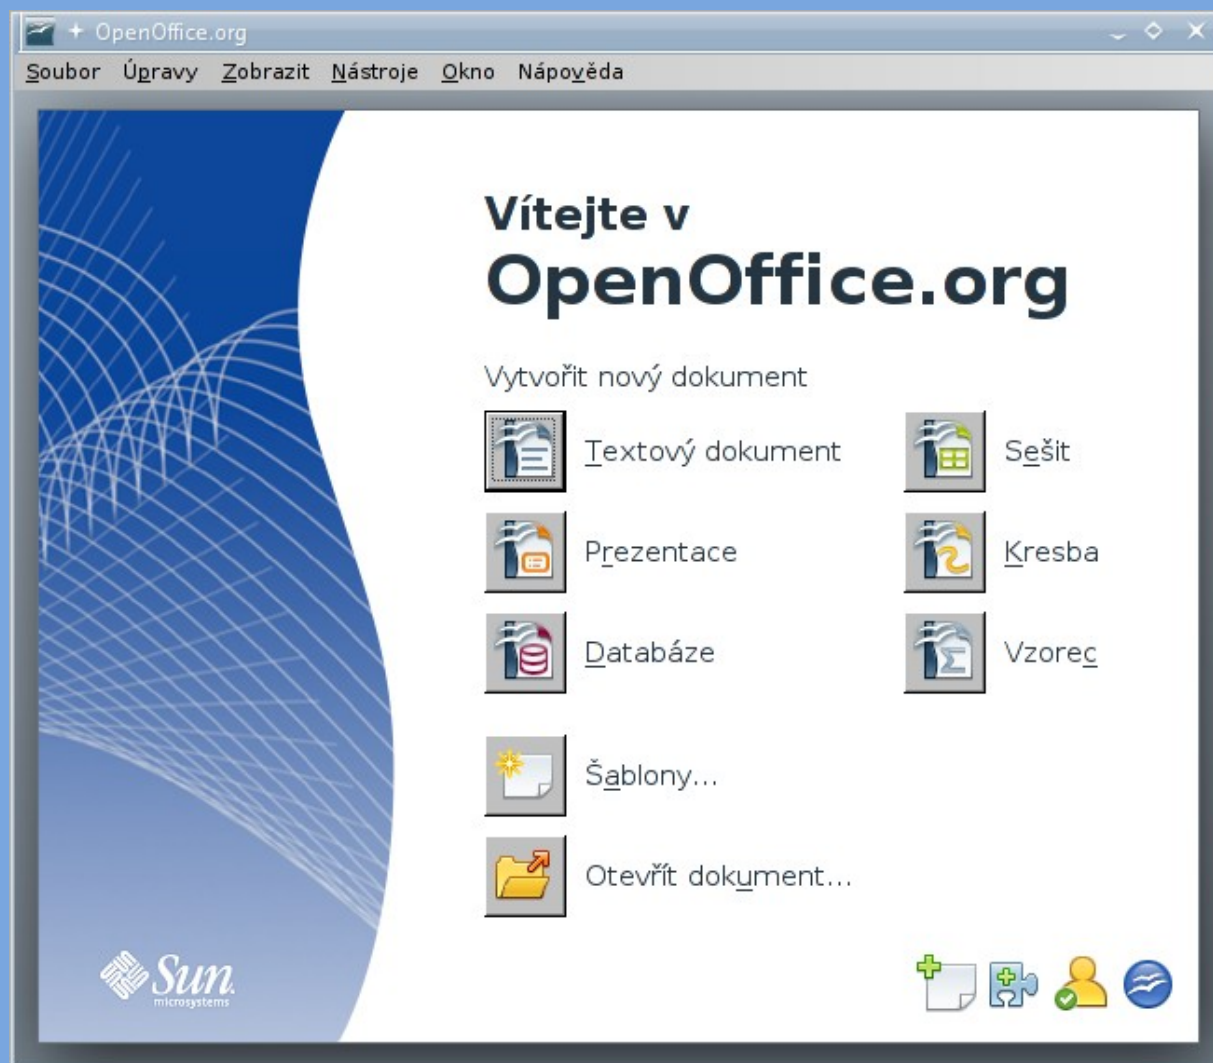 OpenOffice.org
Soubor Úpravy Zobrazit Nástroje Okno Nápověda
Vítejte v
OpenOffice.org
Vytvořit nový dokument
Textový dokument Sešit
Prezentace Kresba
Databáze Vzorec
Šablony...
Otevřít dokument...
Sun
microsystems